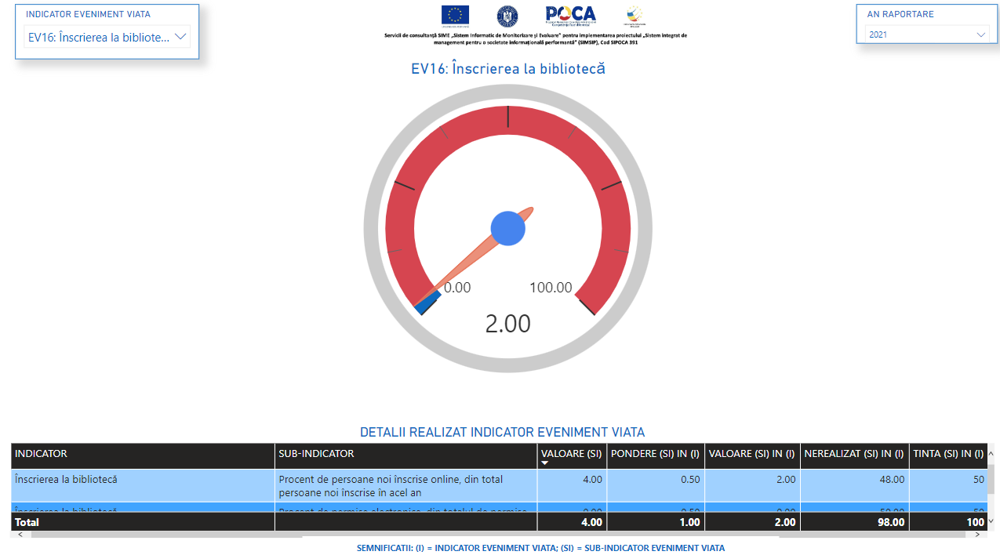 INDICATOR EVENIMENT VIATA
EV16: Înscrierea la bibliote...
POCA
Servicii de consultanță SIME „Sistem Informatic de Monitorizare și Evaluare” pentru implementarea proiectului „Sistem integrat de
management pentru o societate informațională performantă” (SIMSIP), Cod SIPOCA 391
AN RAPORTARE
2021
EV16: Înscrierea la bibliotecă
0.00
100.00
2.00
DETALII REALIZAT INDICATOR EVENIMENT VIATA
INDICATOR SUB-INDICATOR VALOARE (SI) PONDERE (SI) IN (I) VALOARE (SI) IN (I) NEREALIZAT (SI) IN (I) TINTA (SI) IN (I)
Înscrierea la bibliotecă Procent de persoane noi înscrise online, din total 4.00 0.50 2.00 48.00 50
persoane noi înscrise în acel an
Înscrierea la bibliotecă Procent de permise electronice, din totalul de permise 0.00 0.50 0.00 50.00 50
Total 4.00 1.00 2.00 98.00 100
SEMNIFICATII: (I) = INDICATOR EVENIMENT VIATA; (SI) = SUB-INDICATOR EVENIMENT VIATA